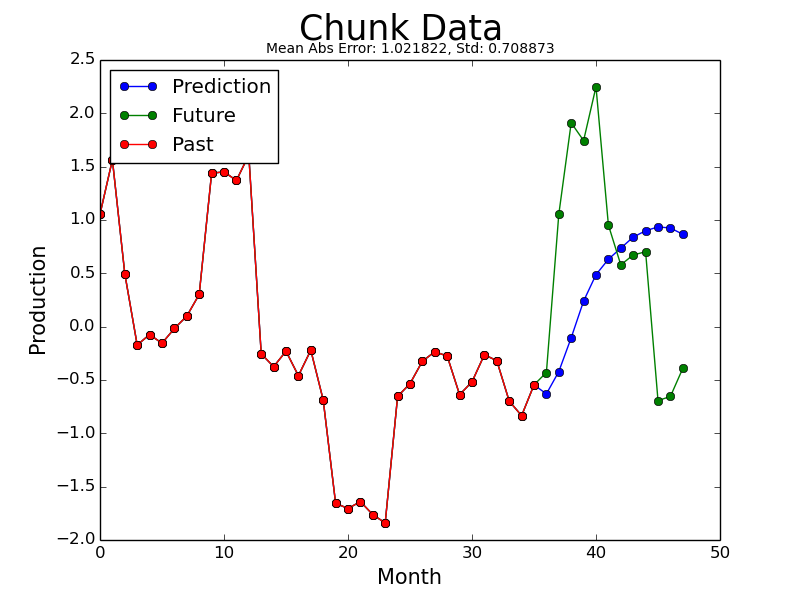 Chunk Data
Mean Abs Error: 1.021822, Std: 0.708873
Prediction
Future
Past
2.5
2.0
1.5
1.0
0.5
0.0
−0.5
−1.0
−1.5
−2.0
Production
0 10 20 30 40 50
Month